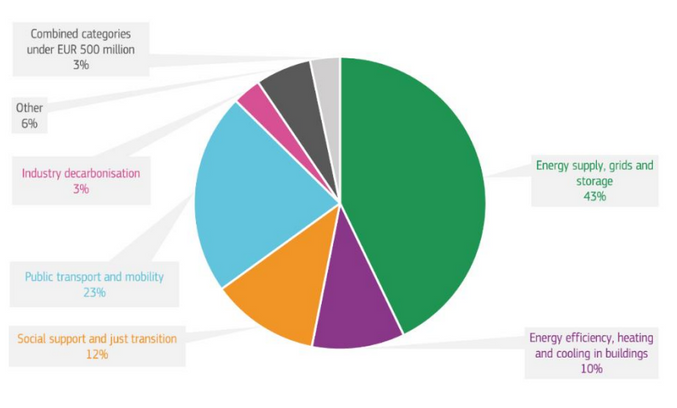 Combined categories
under EUR 500 million
3%
Other
6%
Industry decarbonisation
3%
Public transport and mobility
23%
Social support and just transition
12%
Energy supply, grids and
storage
43%
Energy efficiency, heating
and cooling in buildings
10%